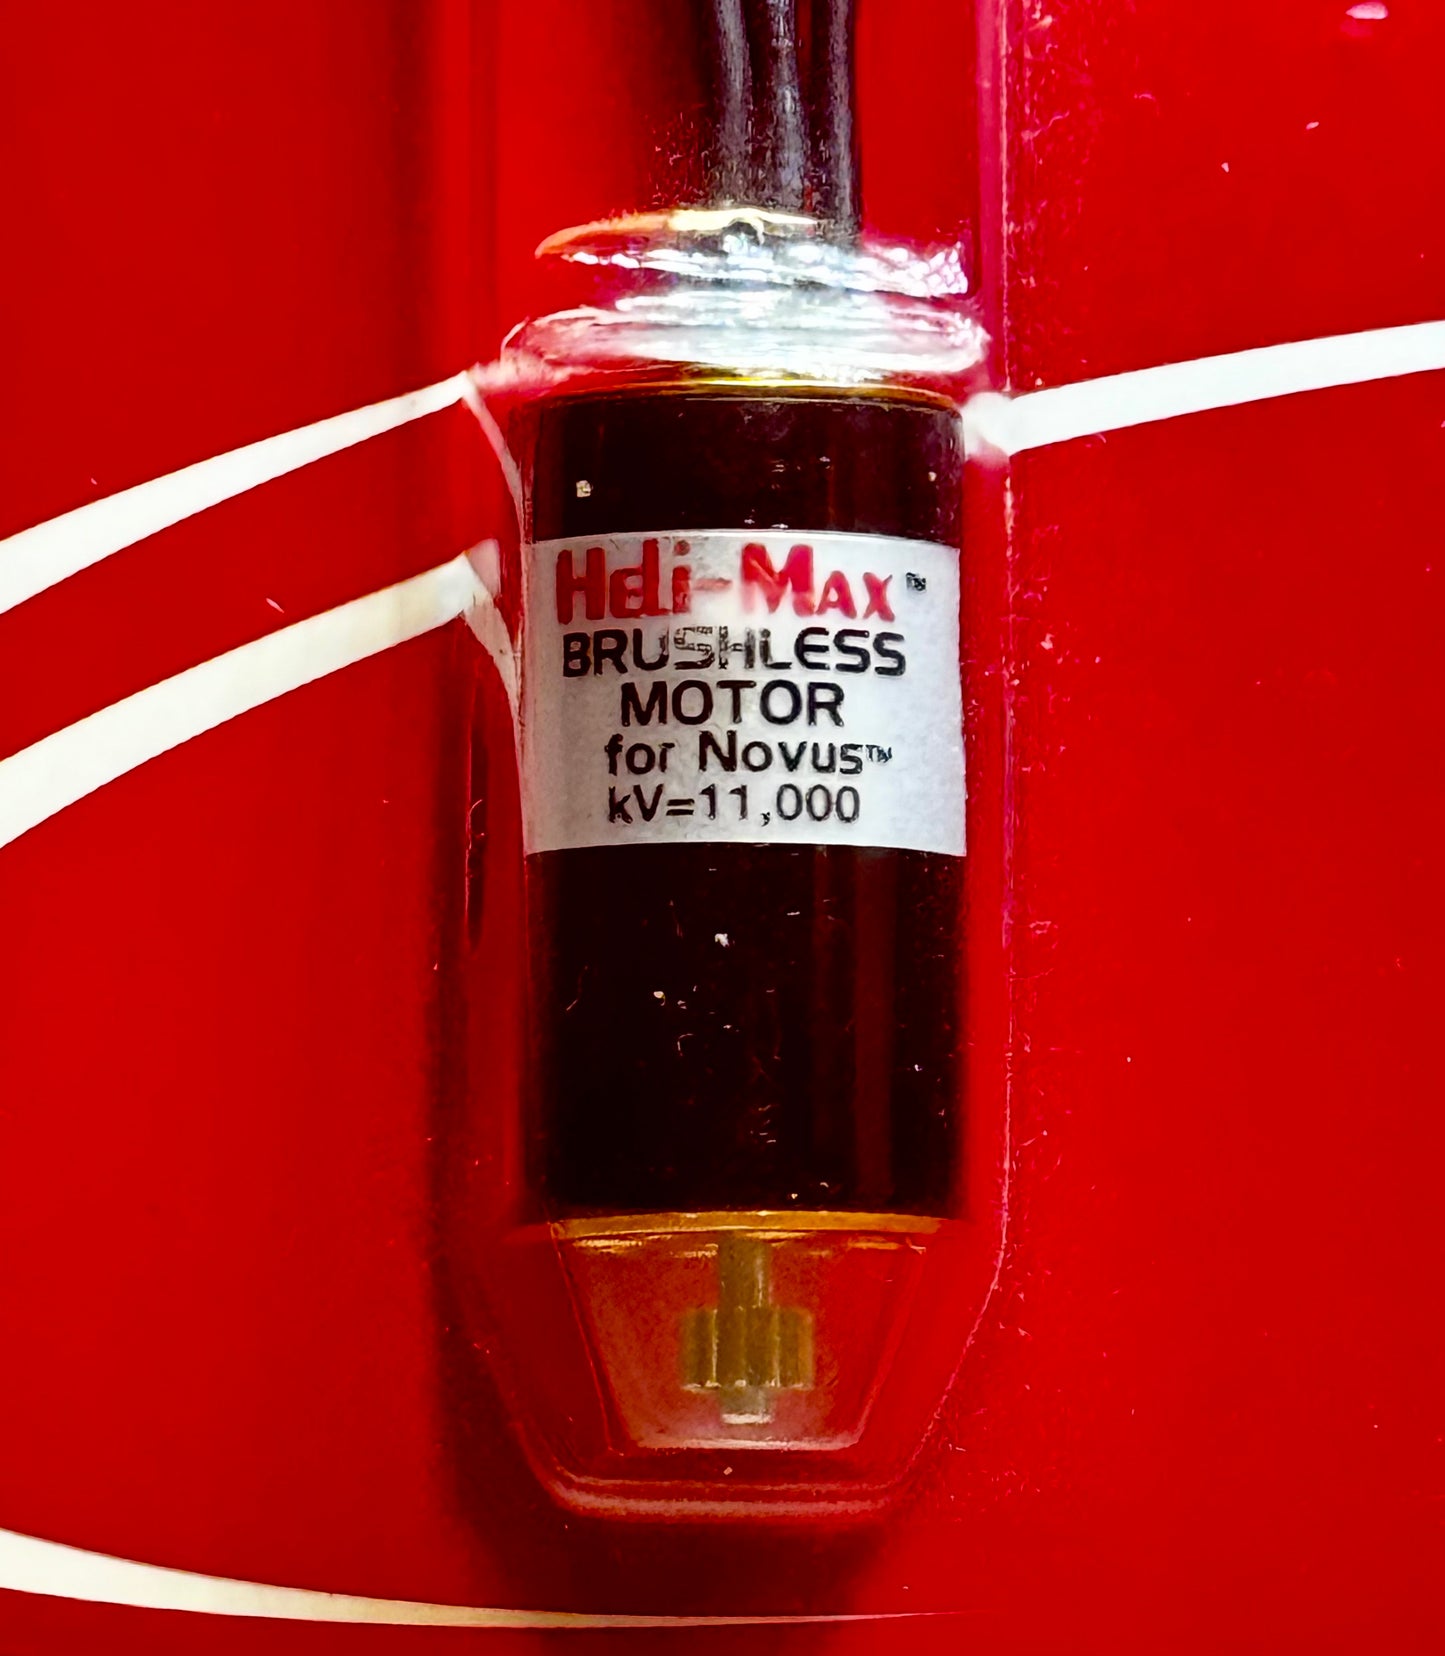 Heli-Max™
BRUSHLESS
MOTOR
for Novus™
kV=11,000